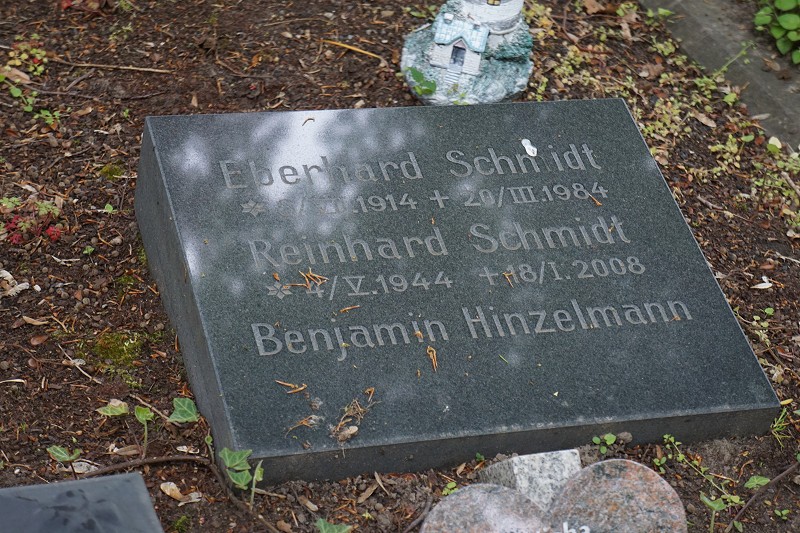 Eberhard Schmidt
1914 + 20/III.1984
Reinhard Schmidt
* 4/V.1944 + 18/I.2008
Benjamin Hinzelmann